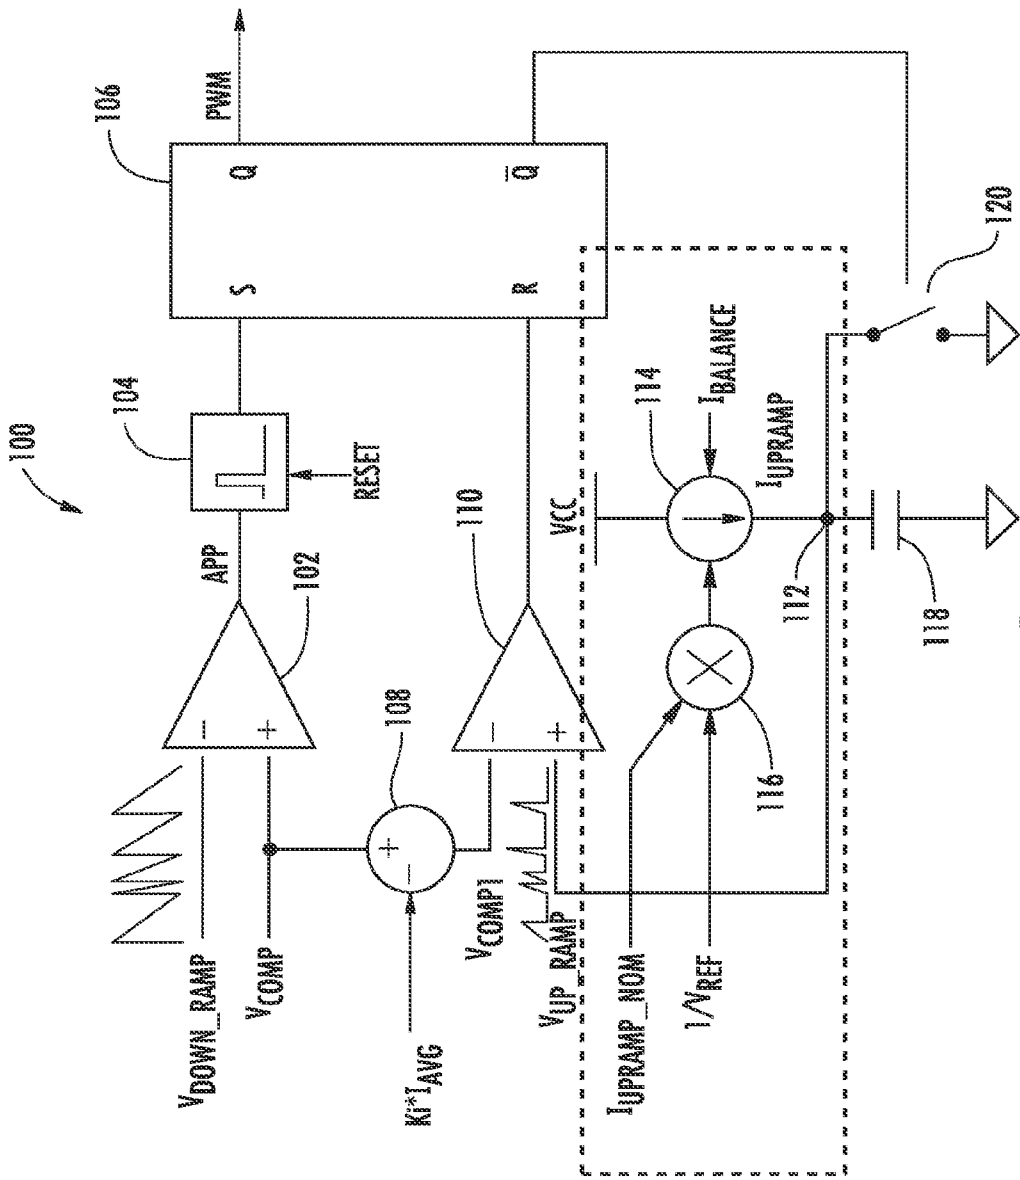 100
104
106
PWM
APP
S
Q
102
RESET
−
+
V_DOWN_RAMP
V_COMP
108
+
−
Ki*I_AVG
V_COMP1
V_UP_RAMP
110
−
+
R
Q̅
VCC
114
I_BALANCE
I_UPRAMP
I_UPRAMP_NOM
1/V_REF
116
112
118
120